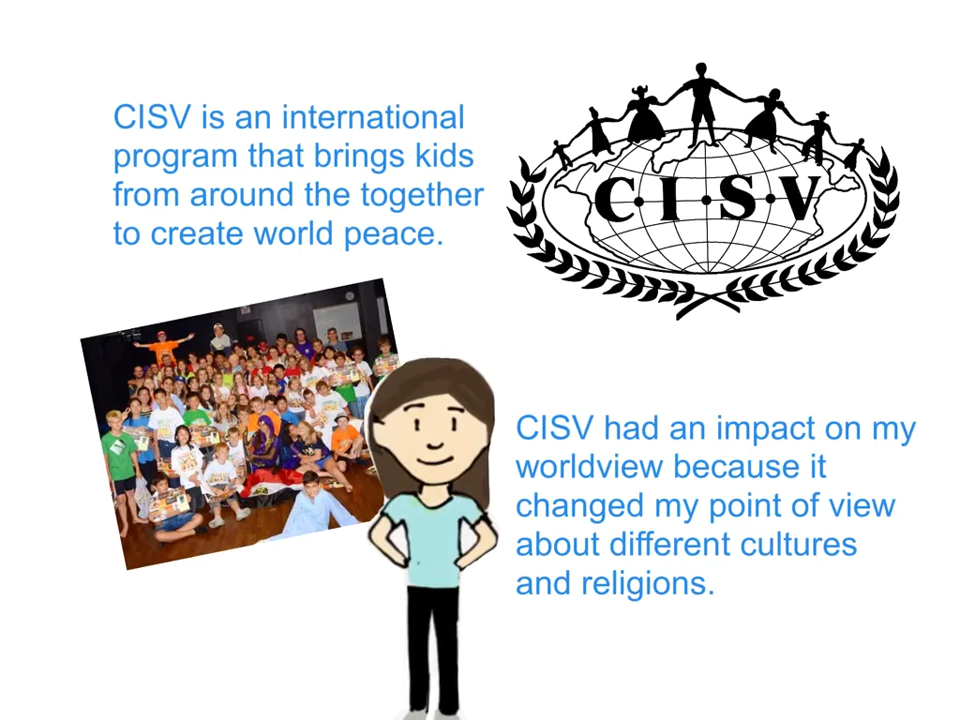 CISV is an international
program that brings kids
from around the together
to create world peace.
C·I·S·V
CISV had an impact on my
worldview because it
changed my point of view
about different cultures
and religions.